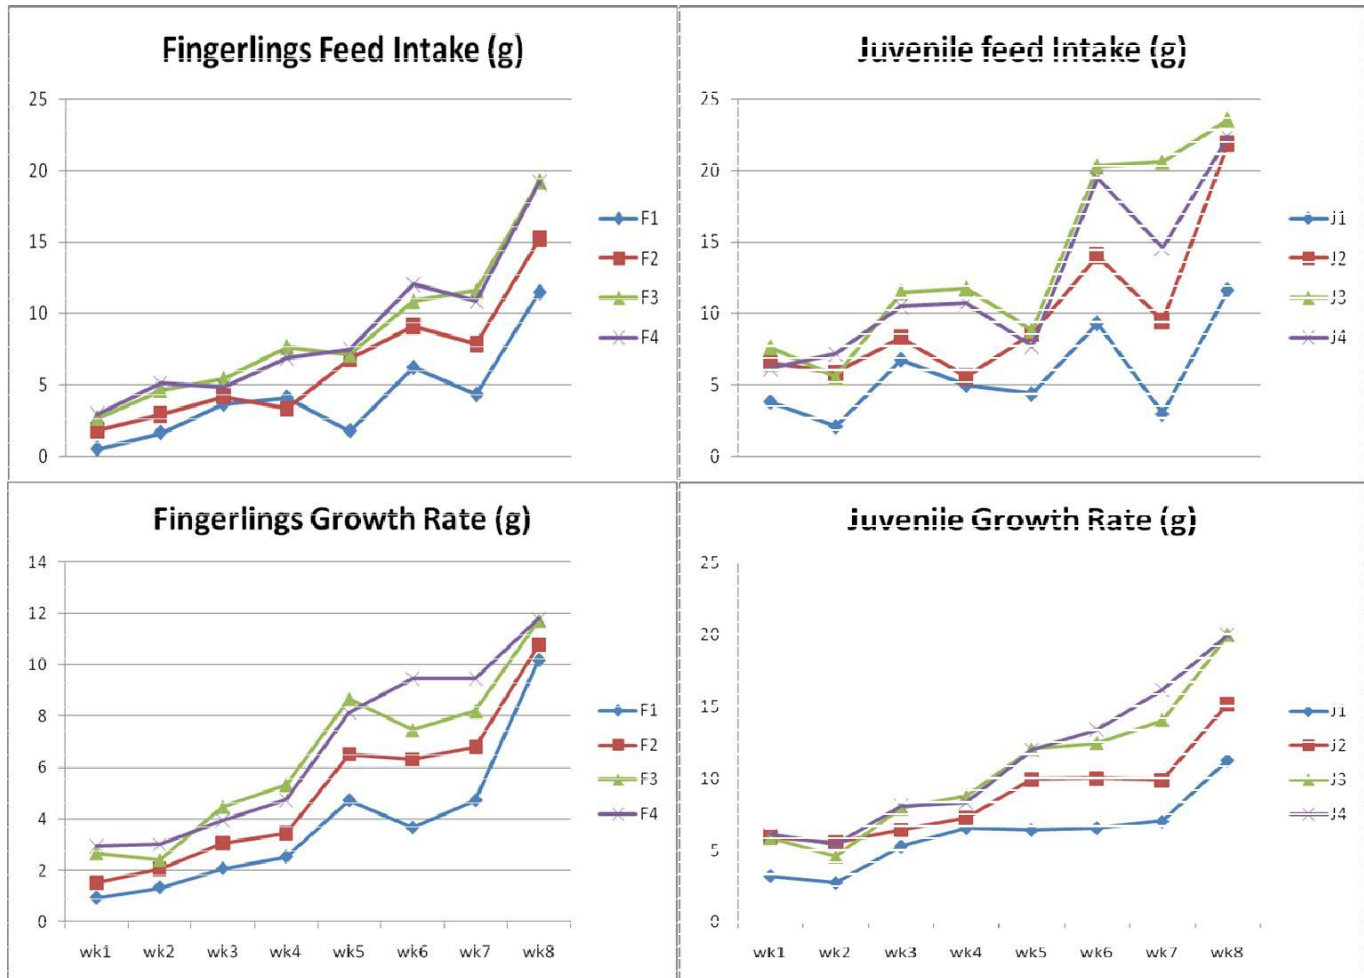 Fingerlings Feed Intake (g)
25
20
15
10
5
0
F1
F2
F3
F4
Juvenile feed Intake (g)
25
20
15
10
5
0
J1
J2
J3
J4
Fingerlings Growth Rate (g)
14
12
10
8
6
4
2
0
wk1 wk2 wk3 wk4 wk5 wk6 wk7 wk8
F1
F2
F3
F4
Juvenile Growth Rate (g)
25
20
15
10
5
0
wk1 wk2 wk3 wk4 wk5 wk6 wk7 wk8
J1
J2
J3
J4